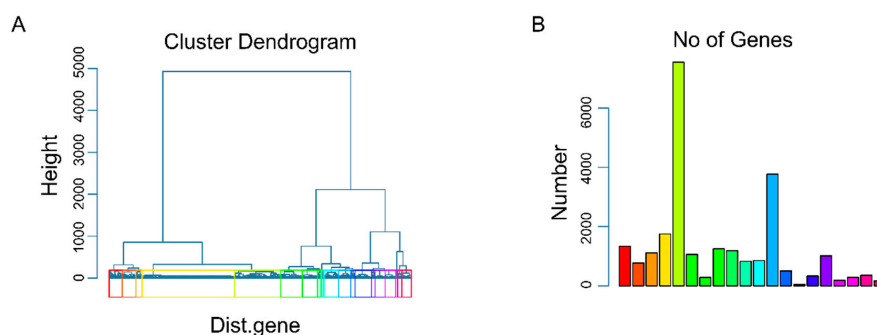 A
Cluster Dendrogram
Height
5000
4000
3000
2000
1000
0
Dist.gene
B
No of Genes
Number
6000
4000
2000
0